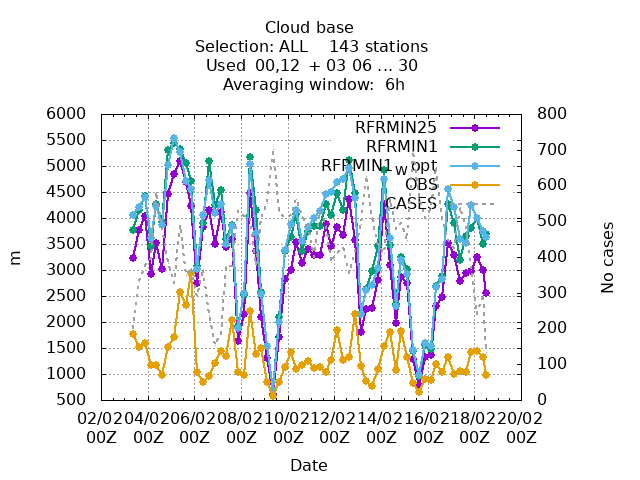 Cloud base
Selection: ALL 143 stations
Used 00,12 + 03 06 ... 30
Averaging window: 6h
6000
5500
5000
4500
4000
3500
3000
2500
2000
1500
1000
500
m
RFRMIN25
RFRMIN1
RFRMIN1_W_opt
OBS
CASES
800
700
600
500
400
300
200
100
0
No cases
02/02 04/02 06/02 08/02 10/02 12/02 14/02 16/02 18/02 20/02
00Z 00Z 00Z 00Z 00Z 00Z 00Z 00Z 00Z 00Z
Date